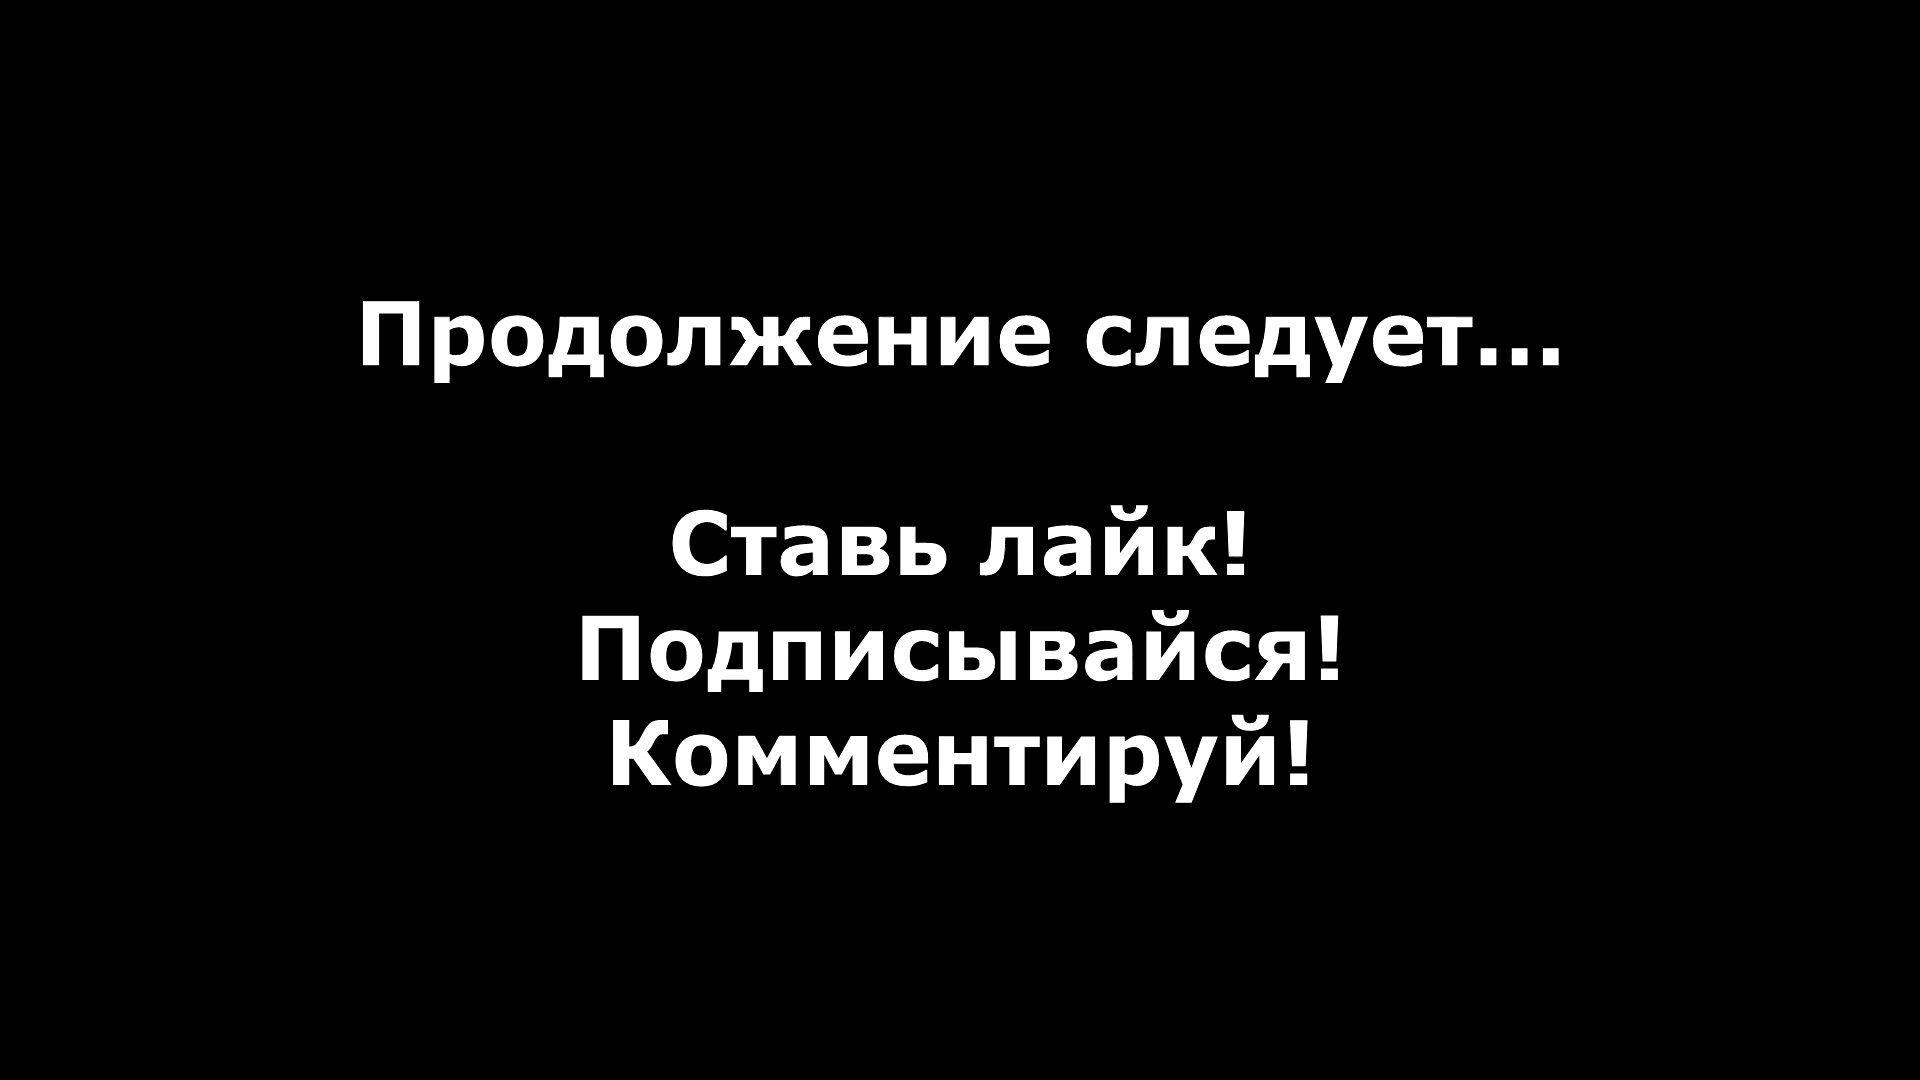 Продолжение следует...
Ставь лайк!
Подписывайся!
Комментируй!